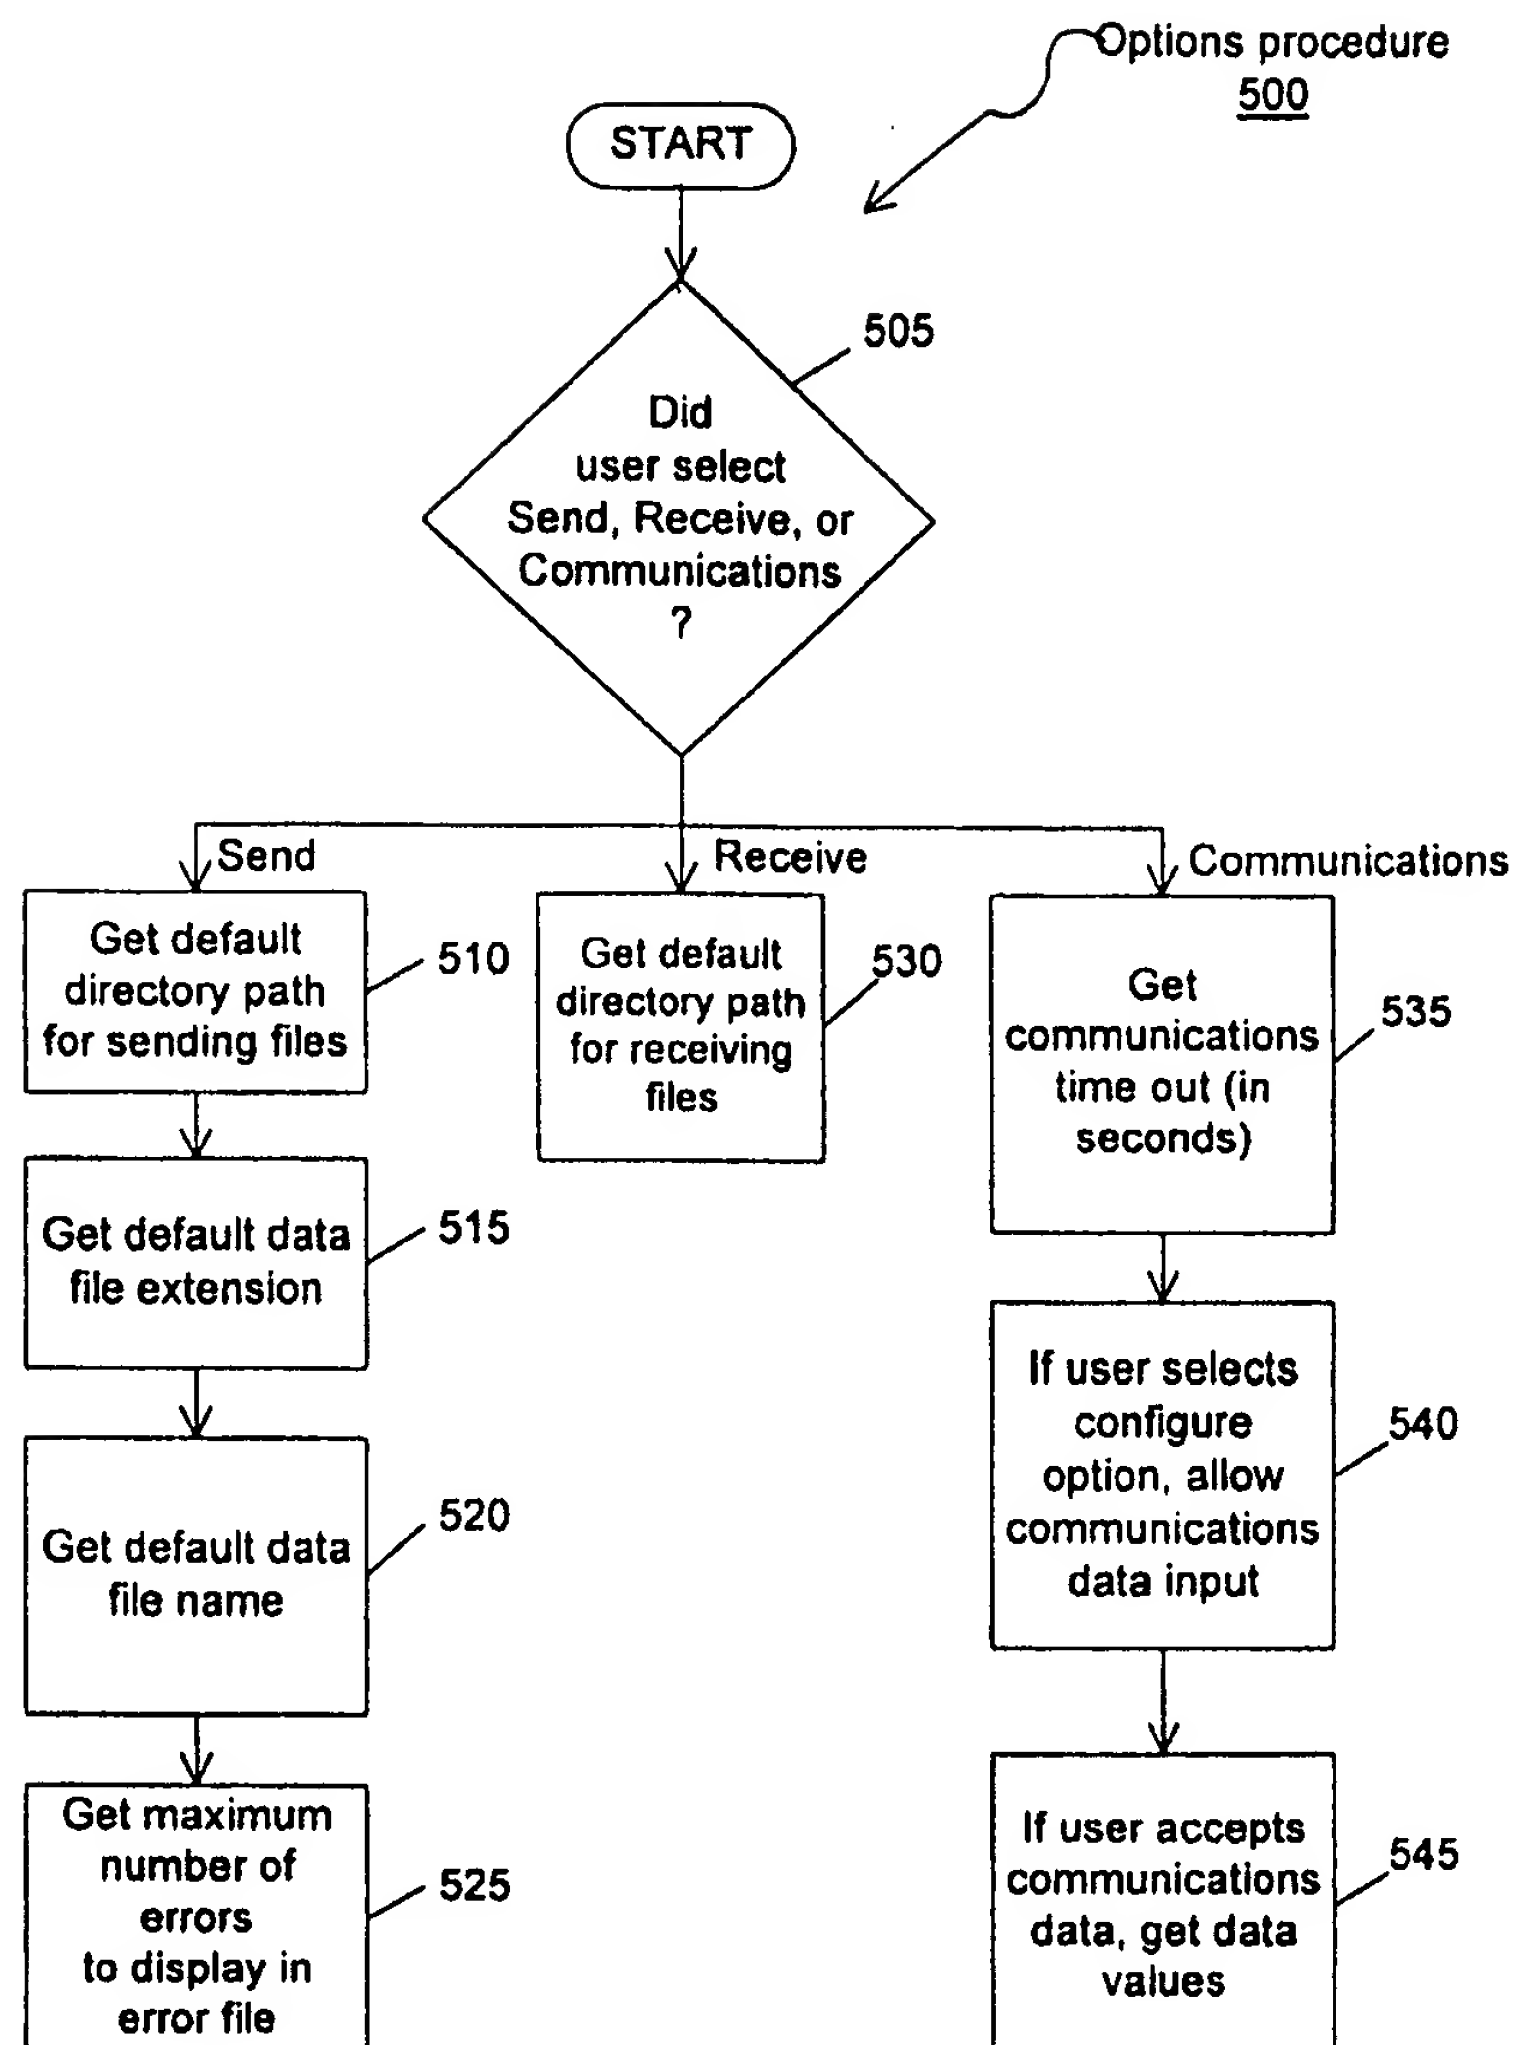 Options procedure
500
START
505
Did
user select
Send, Receive, or
Communications
?
Send
Receive
Communications
Get default
directory path
for sending files
510
Get default
directory path
for receiving
files
530
Get
communications
time out (in
seconds)
535
Get default data
file extension
515
If user selects
configure
option, allow
communications
data input
540
Get default data
file name
520
Get maximum
number of
errors
to display in
error file
525
If user accepts
communications
data, get data
values
545